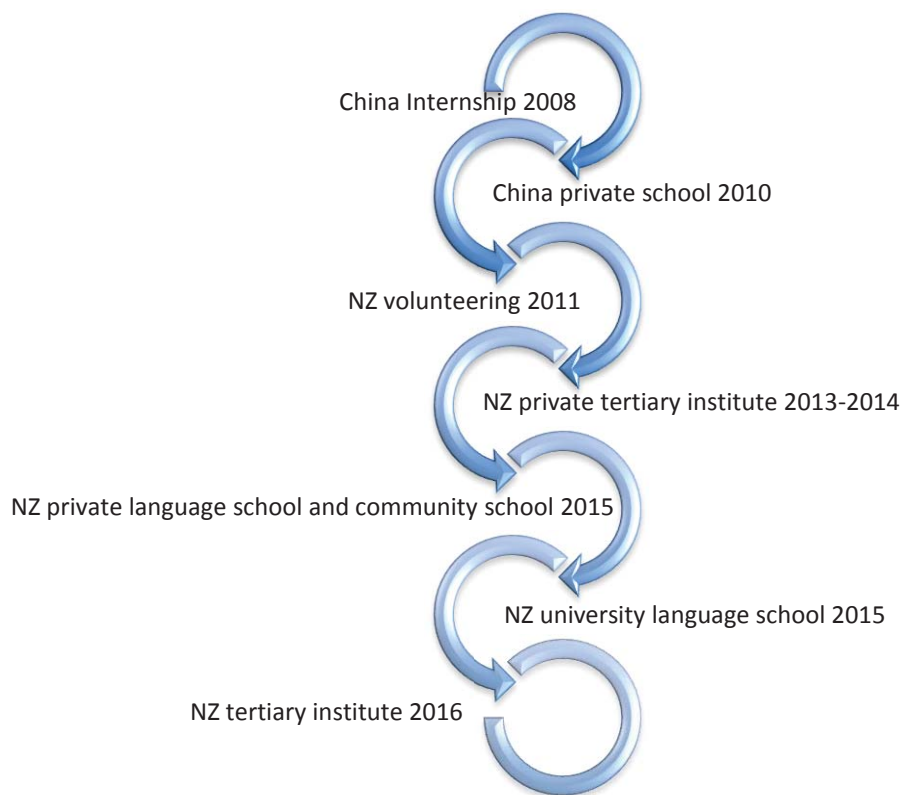 China Internship 2008
China private school 2010
NZ volunteering 2011
NZ private tertiary institute 2013-2014
NZ private language school and community school 2015
NZ university language school 2015
NZ tertiary institute 2016